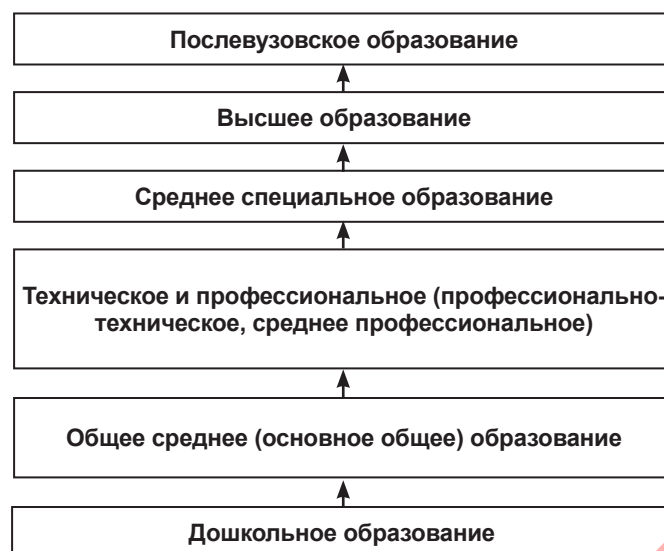 Послевузовское образование
Высшее образование
Среднее специальное образование
Техническое и профессиональное (профессионально-
техническое, среднее профессиональное)
Общее среднее (основное общее) образование
Дошкольное образование